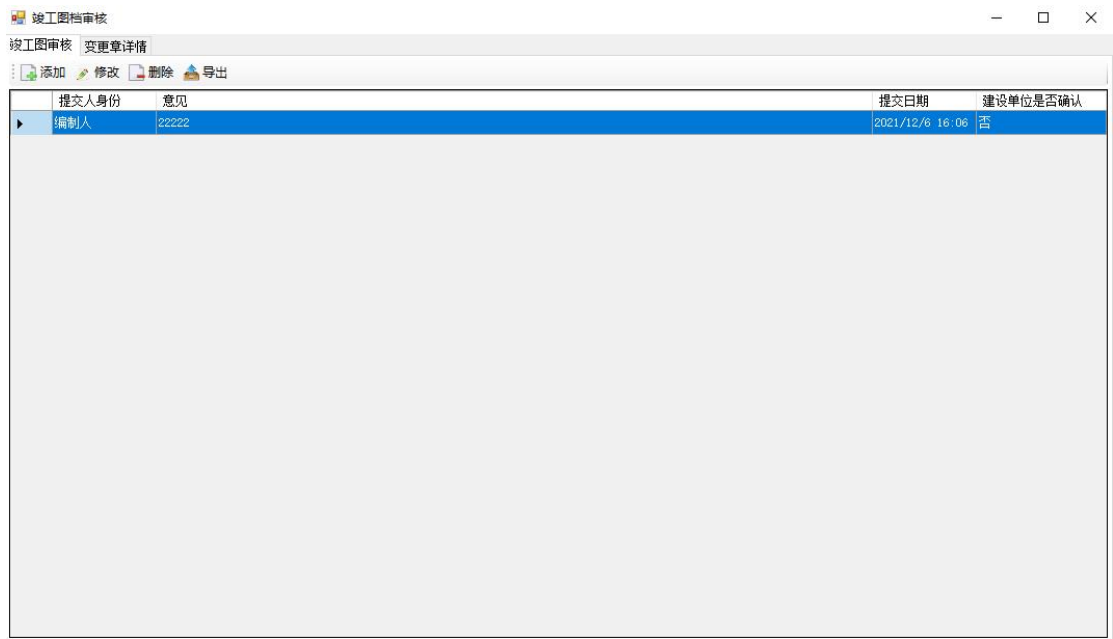 竣工图档审核
竣工图审核 变更章详情
添加 修改 删除 导出
提交人身份 意见 提交日期 建设单位是否确认
编制人 22222 2021/12/6 16:06 否